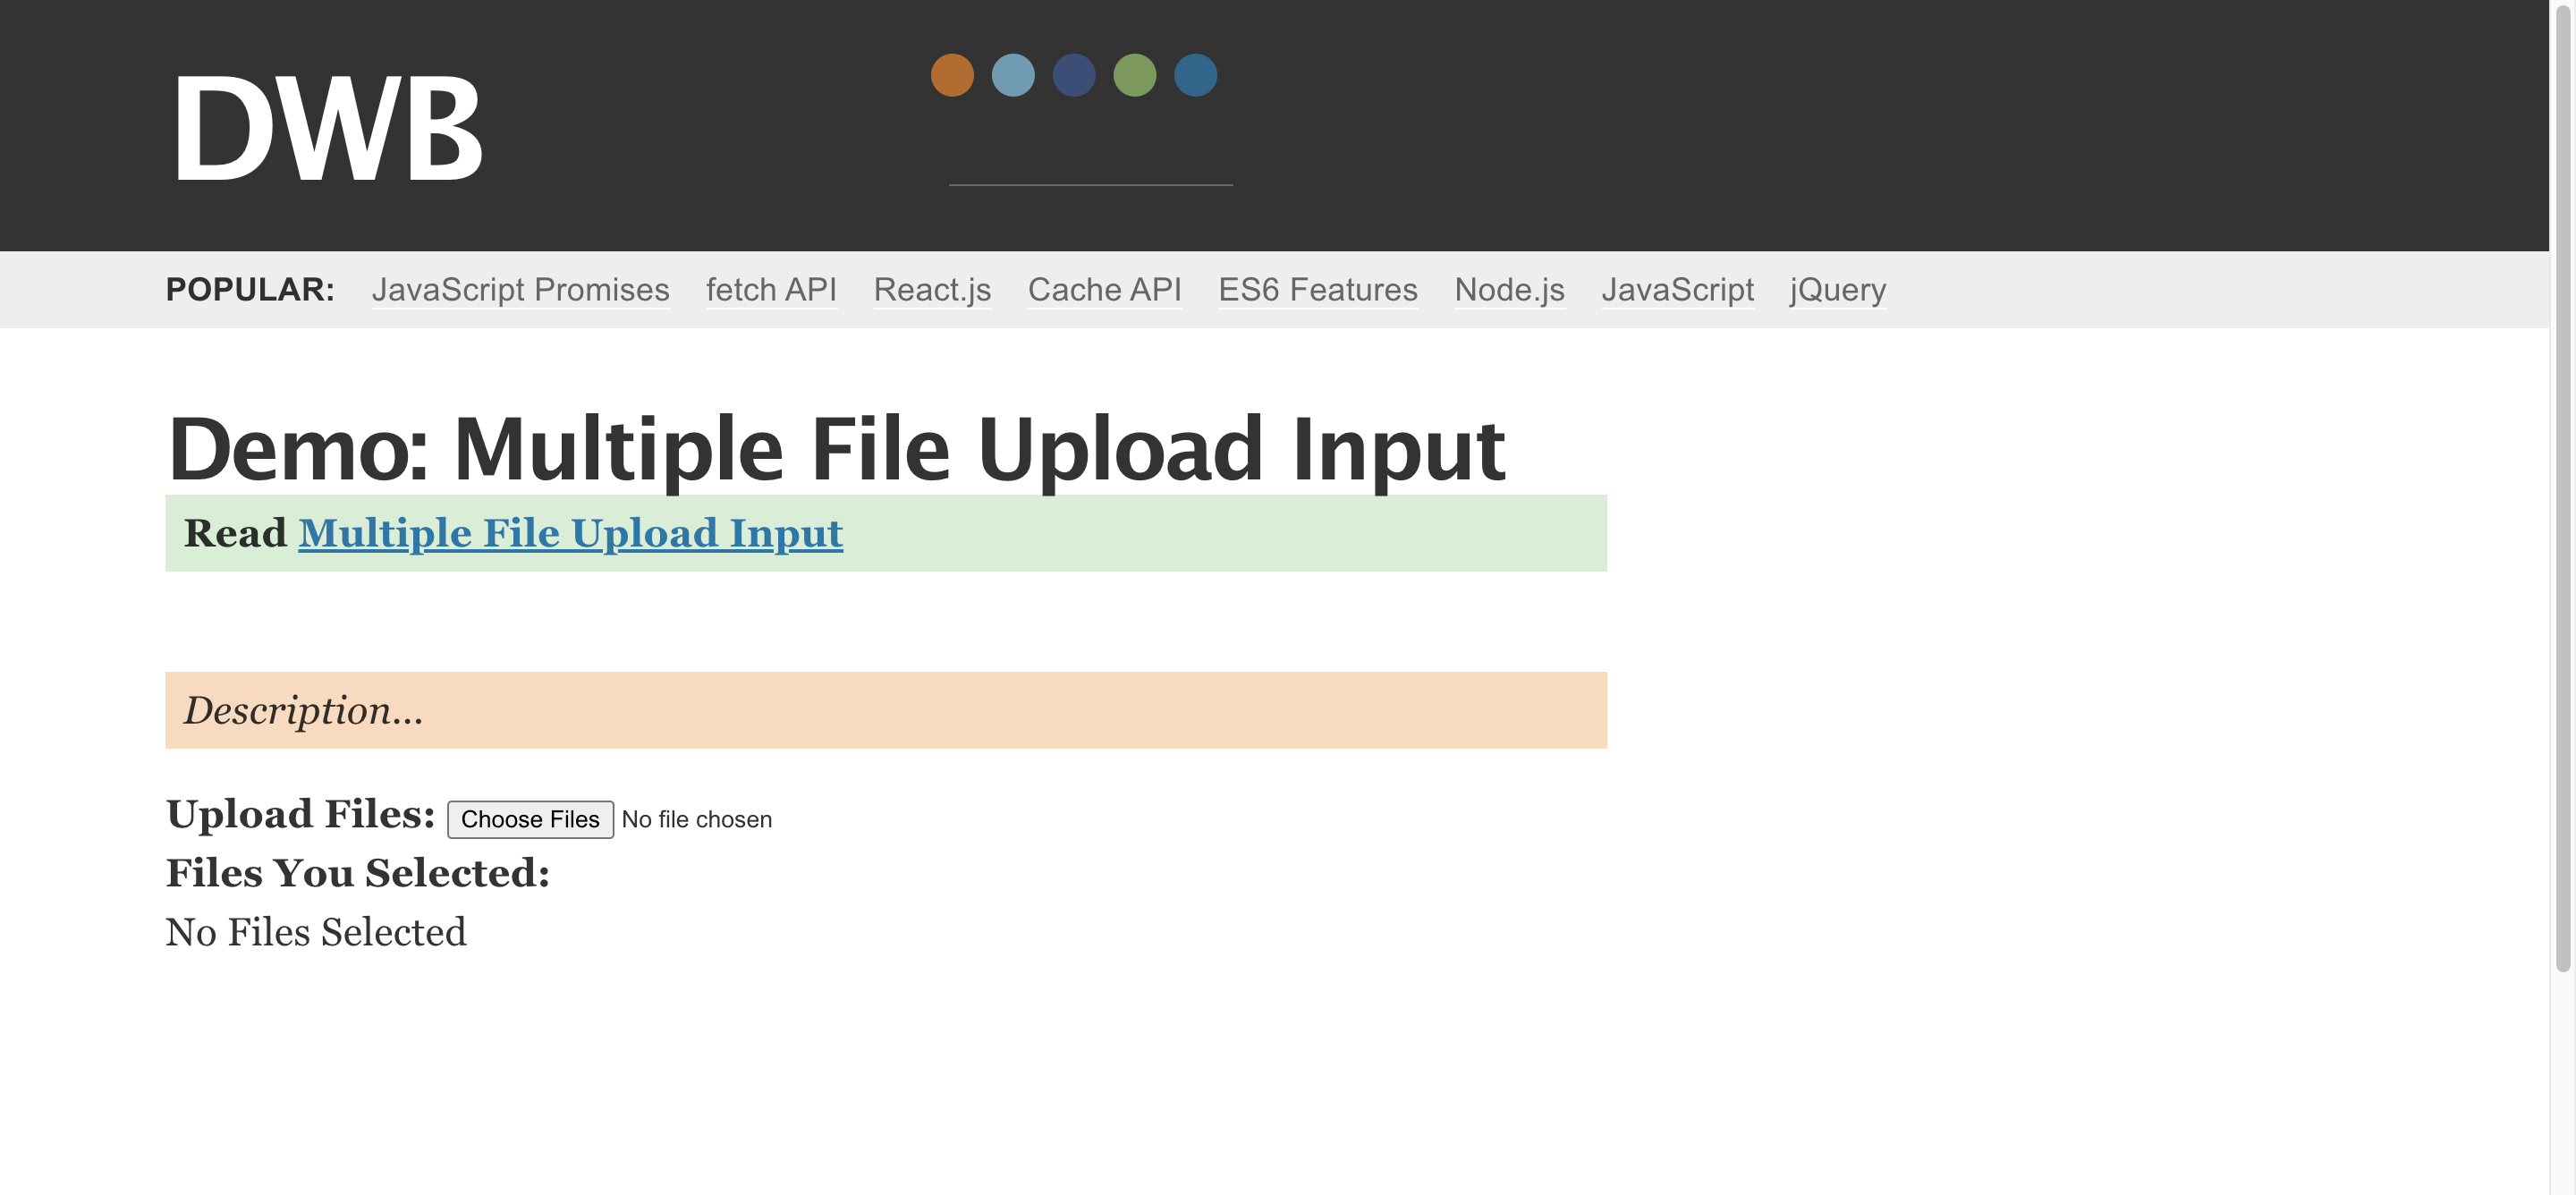 DWB
POPULAR: JavaScript Promises fetch API React.js Cache API ES6 Features Node.js JavaScript jQuery
Demo: Multiple File Upload Input
Read Multiple File Upload Input
Description...
Upload Files: Choose Files No file chosen
Files You Selected:
No Files Selected